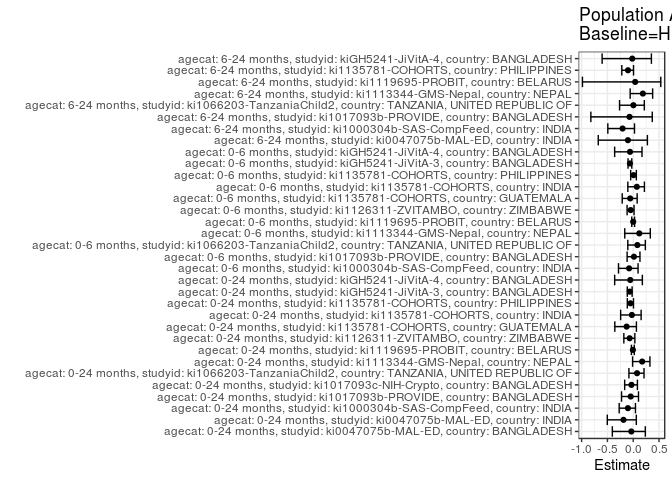 Population A
Baseline=H
agecat: 6-24 months, studyid: kiGH5241-JiVitA-4, country: BANGLADESH
agecat: 6-24 months, studyid: ki1135781-COHORTS, country: PHILIPPINES
agecat: 6-24 months, studyid: ki1119695-PROBIT, country: BELARUS
agecat: 6-24 months, studyid: ki1113344-GMS-Nepal, country: NEPAL
agecat: 6-24 months, studyid: ki1066203-TanzaniaChild2, country: TANZANIA, UNITED REPUBLIC OF
agecat: 6-24 months, studyid: ki1017093b-PROVIDE, country: BANGLADESH
agecat: 6-24 months, studyid: ki1000304b-SAS-CompFeed, country: INDIA
agecat: 6-24 months, studyid: ki0047075b-MAL-ED, country: INDIA
agecat: 0-6 months, studyid: kiGH5241-JiVitA-4, country: BANGLADESH
agecat: 0-6 months, studyid: kiGH5241-JiVitA-3, country: BANGLADESH
agecat: 0-6 months, studyid: ki1135781-COHORTS, country: PHILIPPINES
agecat: 0-6 months, studyid: ki1135781-COHORTS, country: INDIA
agecat: 0-6 months, studyid: ki1135781-COHORTS, country: GUATEMALA
agecat: 0-6 months, studyid: ki1126311-ZVITAMBO, country: ZIMBABWE
agecat: 0-6 months, studyid: ki1119695-PROBIT, country: BELARUS
agecat: 0-6 months, studyid: ki1113344-GMS-Nepal, country: NEPAL
agecat: 0-6 months, studyid: ki1066203-TanzaniaChild2, country: TANZANIA, UNITED REPUBLIC OF
agecat: 0-6 months, studyid: ki1017093b-PROVIDE, country: BANGLADESH
agecat: 0-6 months, studyid: ki1000304b-SAS-CompFeed, country: INDIA
agecat: 0-24 months, studyid: kiGH5241-JiVitA-4, country: BANGLADESH
agecat: 0-24 months, studyid: kiGH5241-JiVitA-3, country: BANGLADESH
agecat: 0-24 months, studyid: ki1135781-COHORTS, country: PHILIPPINES
agecat: 0-24 months, studyid: ki1135781-COHORTS, country: INDIA
agecat: 0-24 months, studyid: ki1135781-COHORTS, country: GUATEMALA
agecat: 0-24 months, studyid: ki1126311-ZVITAMBO, country: ZIMBABWE
agecat: 0-24 months, studyid: ki1119695-PROBIT, country: BELARUS
agecat: 0-24 months, studyid: ki1113344-GMS-Nepal, country: NEPAL
agecat: 0-24 months, studyid: ki1066203-TanzaniaChild2, country: TANZANIA, UNITED REPUBLIC OF
agecat: 0-24 months, studyid: ki1017093c-NIH-Crypto, country: BANGLADESH
agecat: 0-24 months, studyid: ki1017093b-PROVIDE, country: BANGLADESH
agecat: 0-24 months, studyid: ki1000304b-SAS-CompFeed, country: INDIA
agecat: 0-24 months, studyid: ki0047075b-MAL-ED, country: INDIA
agecat: 0-24 months, studyid: ki0047075b-MAL-ED, country: BANGLADESH
-1.0 -0.5 0.0 0.5
Estimate